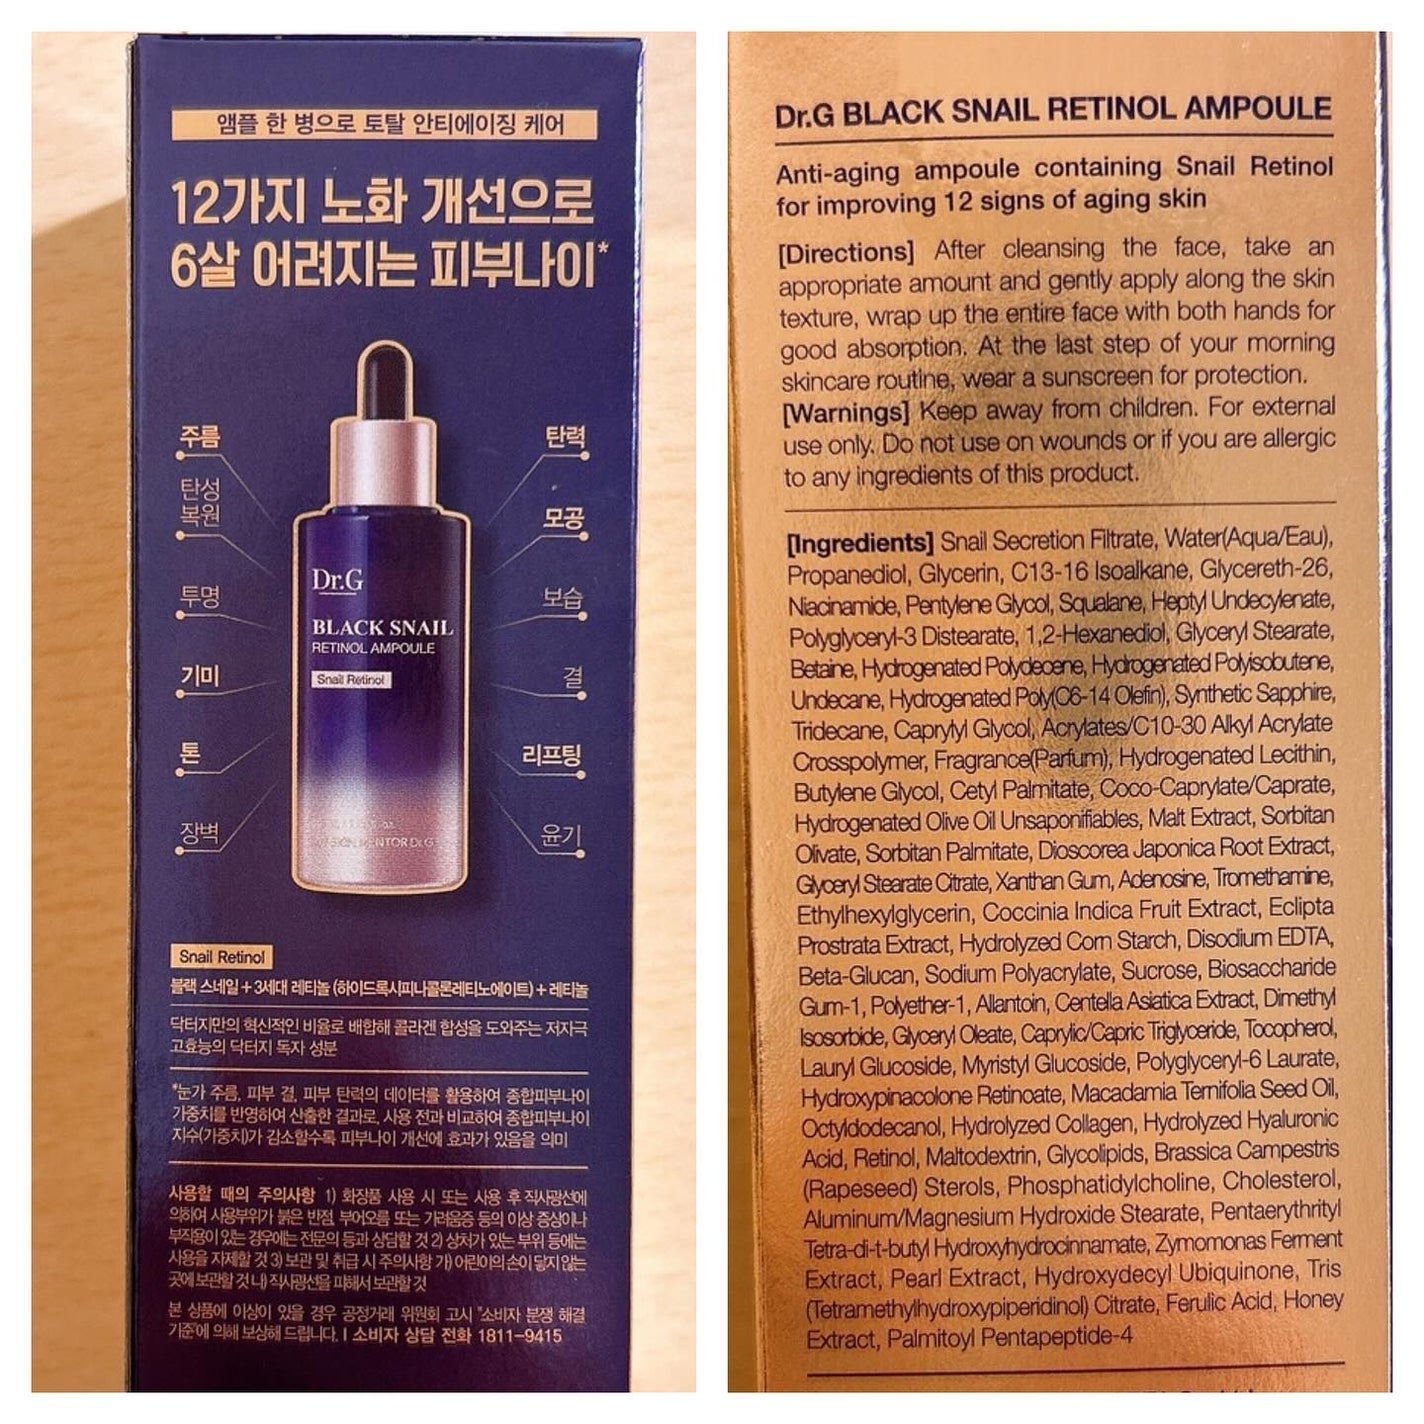 앰플 한 병으로 토탈 안티에이징 케어
12가지 노화 개선으로
6살 어려지는 피부나이*
주름
탄성
복원
투명
기미
톤
장벽
탄력
모공
보습
결
리프팅
윤기
Dr.G
BLACK SNAIL
RETINOL AMPOULE
Snail Retinol
MY SKIN MENTOR Dr.G
Snail Retinol
블랙 스네일 + 3세대 레티놀 (하이드록시피나콜론레티노에이트) + 레티놀
닥터지만의 혁신적인 비율로 배합해 콜라겐 합성을 도와주는 저자극
고효능의 닥터지 독자 성분
*눈가 주름, 피부 결, 피부 탄력의 데이터를 활용하여 종합피부나이
가중치를 반영하여 산출한 결과로, 사용 전과 비교하여 종합피부나이
지수(가중치)가 감소할수록 피부나이 개선에 효과가 있음을 의미
사용할 때의 주의사항 1) 화장품 사용 시 또는 사용 후 직사광선에
의하여 사용부위가 붉은 반점, 부어오름 또는 가려움증 등의 이상 증상이나
부작용이 있는 경우에는 전문의 등과 상담할 것 2) 상처가 있는 부위 등에는
사용을 자제할 것 3) 보관 및 취급 시 주의사항 가) 어린이의 손이 닿지 않는
곳에 보관할 것 나) 직사광선을 피해서 보관할 것
본 상품에 이상이 있을 경우 공정거래 위원회 고시 "소비자 분쟁 해결
기준"에 의해 보상해 드립니다. I 소비자 상담 전화 1811-9415
Dr.G BLACK SNAIL RETINOL AMPOULE
Anti-aging ampoule containing Snail Retinol
for improving 12 signs of aging skin
[Directions] After cleansing the face, take an
appropriate amount and gently apply along the skin
texture, wrap up the entire face with both hands for
good absorption. At the last step of your morning
skincare routine, wear a sunscreen for protection.
[Warnings] Keep away from children. For external
use only. Do not use on wounds or if you are allergic
to any ingredients of this product.
[Ingredients] Snail Secretion Filtrate, Water(Aqua/Eau),
Propanediol, Glycerin, C13-16 Isoalkane, Glycereth-26,
Niacinamide, Pentylene Glycol, Squalane, Heptyl Undecylenate,
Polyglyceryl-3 Distearate, 1,2-Hexanediol, Glyceryl Stearate,
Betaine, Hydrogenated Polydecene, Hydrogenated Polyisobutene,
Undecane, Hydrogenated Poly(C6-14 Olefin), Synthetic Sapphire,
Tridecane, Caprylyl Glycol, Acrylates/C10-30 Alkyl Acrylate
Crosspolymer, Fragrance(Parfum), Hydrogenated Lecithin,
Butylene Glycol, Cetyl Palmitate, Coco-Caprylate/Caprate,
Hydrogenated Olive Oil Unsaponifiables, Malt Extract, Sorbitan
Olivate, Sorbitan Palmitate, Dioscorea Japonica Root Extract,
Glyceryl Stearate Citrate, Xanthan Gum, Adenosine, Tromethamine,
Ethylhexylglycerin, Coccinia Indica Fruit Extract, Eclipta
Prostrata Extract, Hydrolyzed Corn Starch, Disodium EDTA,
Beta-Glucan, Sodium Polyacrylate, Sucrose, Biosaccharide
Gum-1, Polyether-1, Allantoin, Centella Asiatica Extract, Dimethyl
Isosorbide, Glyceryl Oleate, Caprylic/Capric Triglyceride, Tocopherol,
Lauryl Glucoside, Myristyl Glucoside, Polyglyceryl-6 Laurate,
Hydroxypinacolone Retinoate, Macadamia Ternifolia Seed Oil,
Octyldodecanol, Hydrolyzed Collagen, Hydrolyzed Hyaluronic
Acid, Retinol, Maltodextrin, Glycolipids, Brassica Campestris
(Rapeseed) Sterols, Phosphatidylcholine, Cholesterol,
Aluminum/Magnesium Hydroxide Stearate, Pentaerythrityl
Tetra-di-t-butyl Hydroxyhydrocinnamate, Zymomonas Ferment
Extract, Pearl Extract, Hydroxydecyl Ubiquinone, Tris
(Tetramethylhydroxypiperidinol) Citrate, Ferulic Acid, Honey
Extract, Palmitoyl Pentapeptide-4